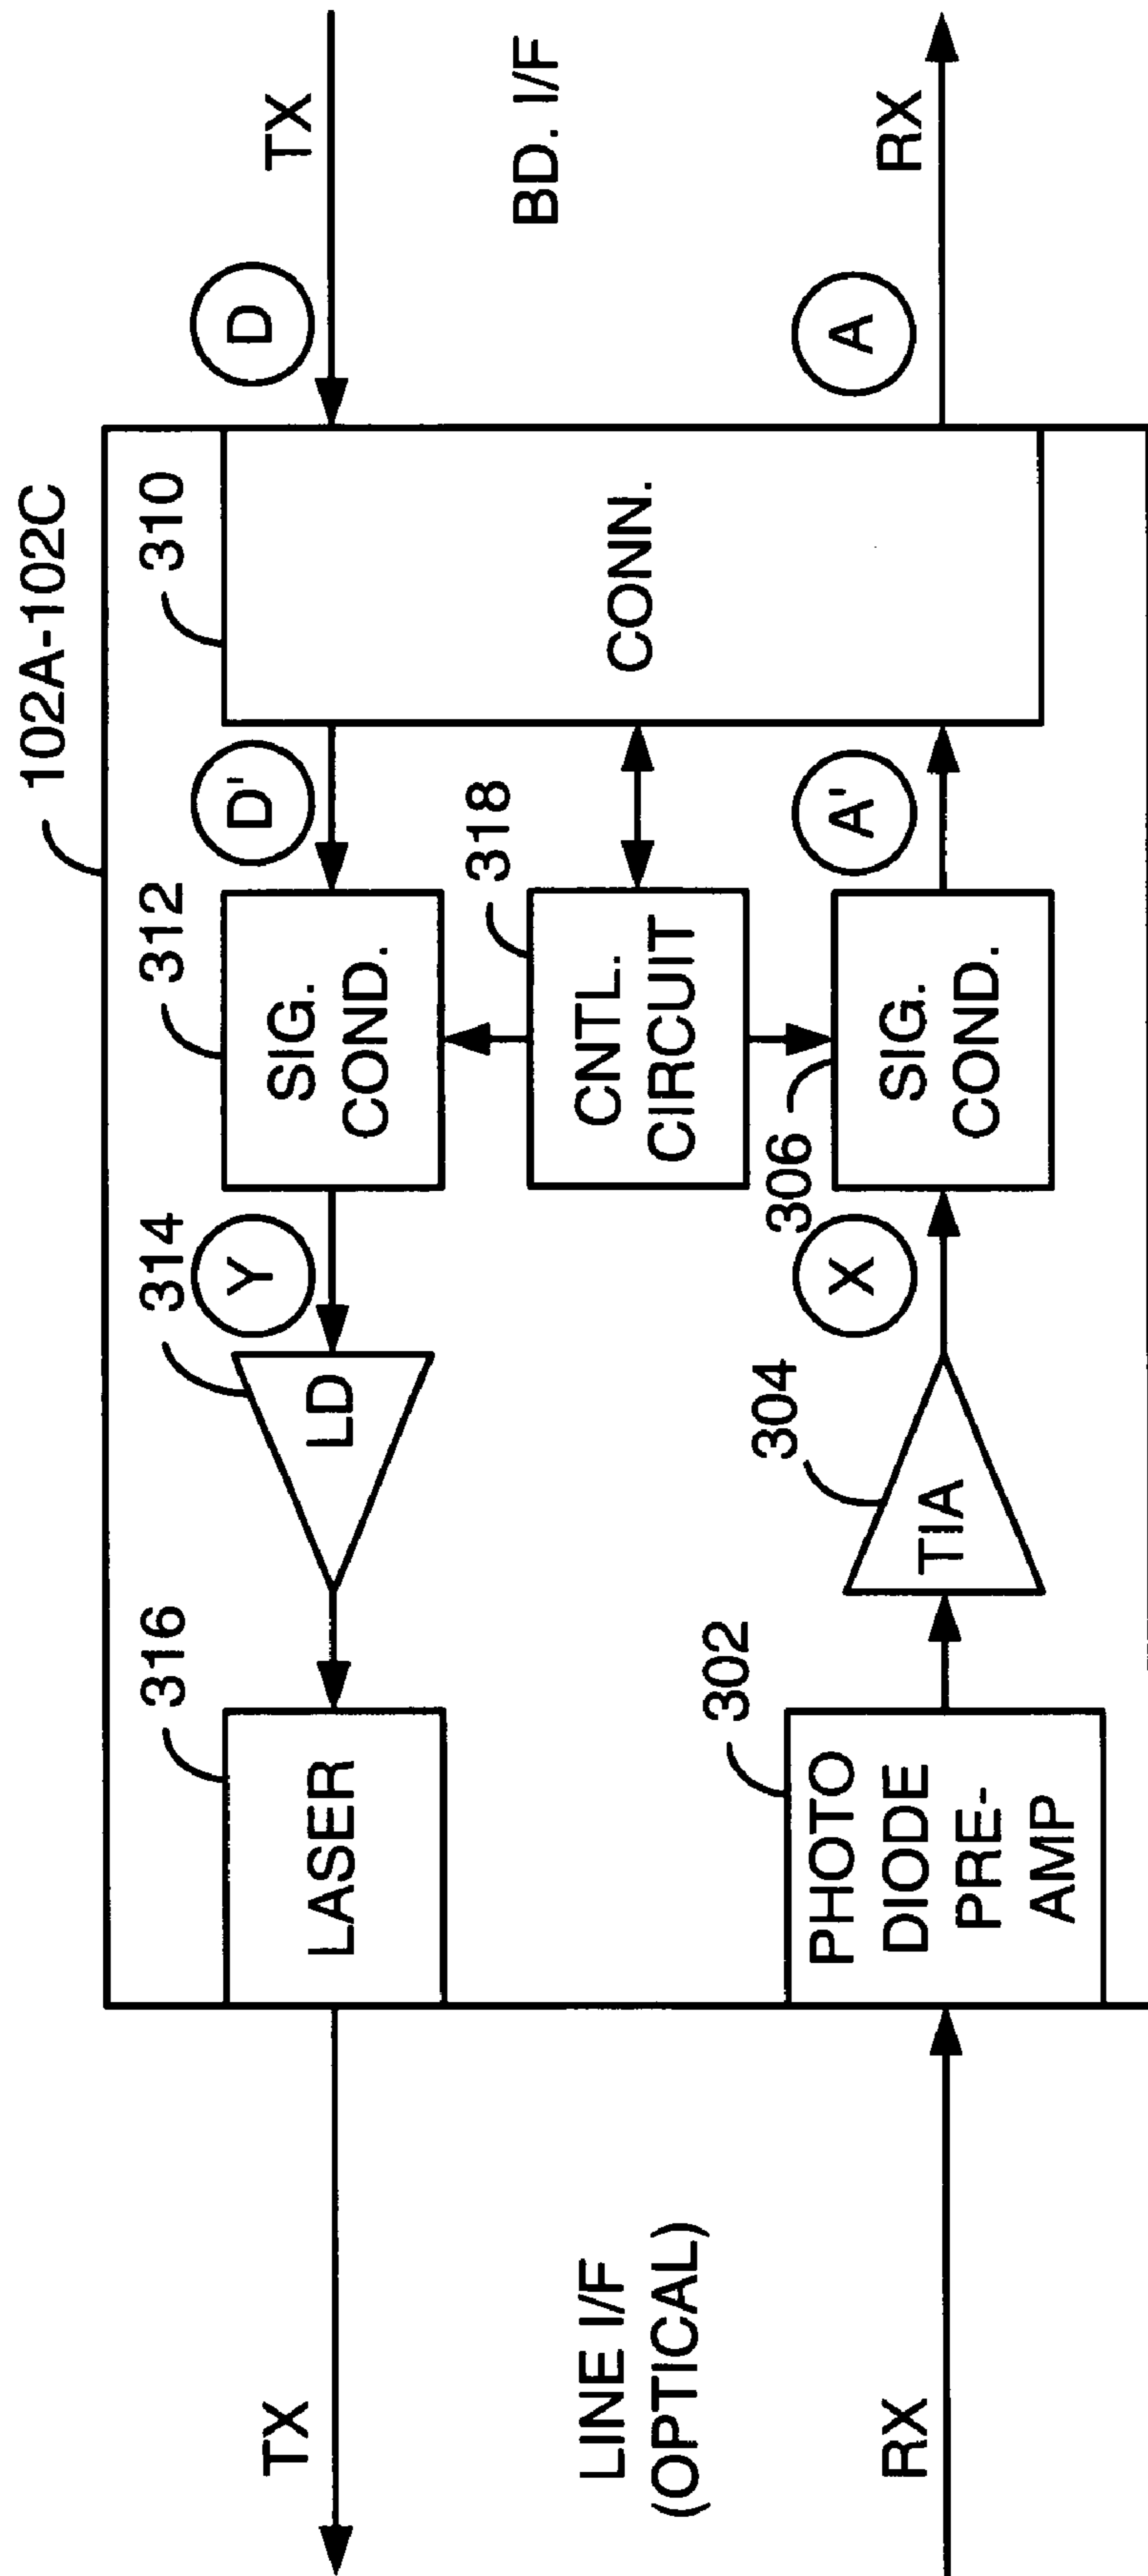 102A-102C
TX
316
LASER
314
LD
Y
312
SIG.
COND.
D'
310
CONN.
D
TX
318
CNTL.
CIRCUIT
LINE I/F
(OPTICAL)
BD. I/F
RX
302
PHOTO
DIODE
PRE-
AMP
304
TIA
X
306
SIG.
COND.
A'
A
RX